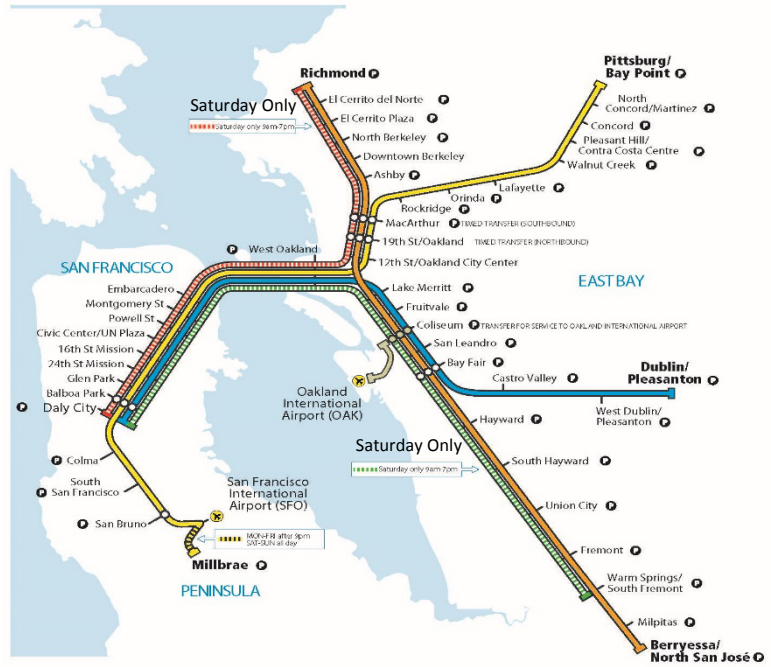 Richmond P
Saturday Only
Saturday only 9am-7pm
El Cerrito del Norte P
El Cerrito Plaza P
North Berkeley P
Downtown Berkeley
Ashby P
Pittsburg/
Bay Point P
North
Concord/Martinez P
Concord P
Pleasant Hill/
Contra Costa Centre P
Walnut Creek P
Lafayette P
Orinda P
Rockridge P
MacArthur P TIMED TRANSFER (SOUTHBOUND)
19th St/Oakland TIMED TRANSFER (NORTHBOUND)
12th St/Oakland City Center
P West Oakland
SAN FRANCISCO
EAST BAY
Embarcadero
Montgomery St
Powell St
Civic Center/UN Plaza
16th St Mission
24th St Mission
Glen Park
Balboa Park
P Daly City
Lake Merritt P
Fruitvale P
Coliseum P TRANSFER FOR SERVICE TO OAKLAND INTERNATIONAL AIRPORT
San Leandro P
Bay Fair P
Castro Valley P
Dublin/
Pleasanton P
West Dublin/
Pleasanton P
Oakland
International
Airport (OAK)
Hayward P
Saturday Only
Saturday only 9am-7pm
South Hayward P
Union City P
Fremont P
Warm Springs/
South Fremont P
Milpitas P
Berryessa/
North San José P
P Colma
P South
San Francisco
P San Bruno
San Francisco
International
Airport (SFO)
MON-FRI after 9pm
SAT-SUN all day
Millbrae P
PENINSULA